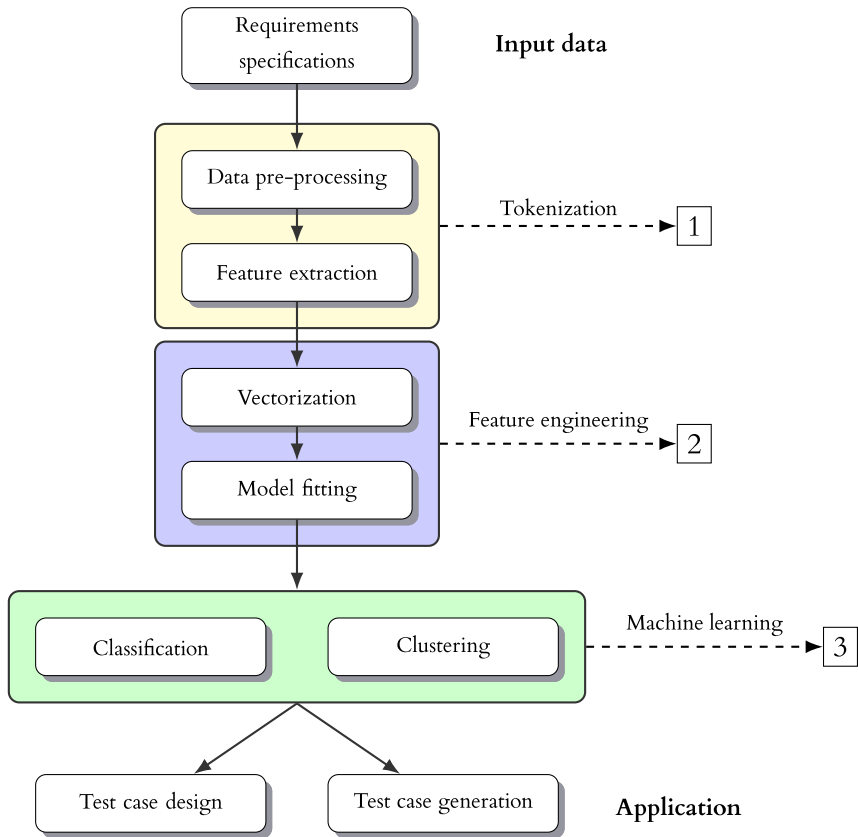 Requirements
specifications
Input data
Data pre-processing
Tokenization
1
Feature extraction
Vectorization
Feature engineering
2
Model fitting
Classification
Clustering
Machine learning
3
Test case design
Test case generation
Application